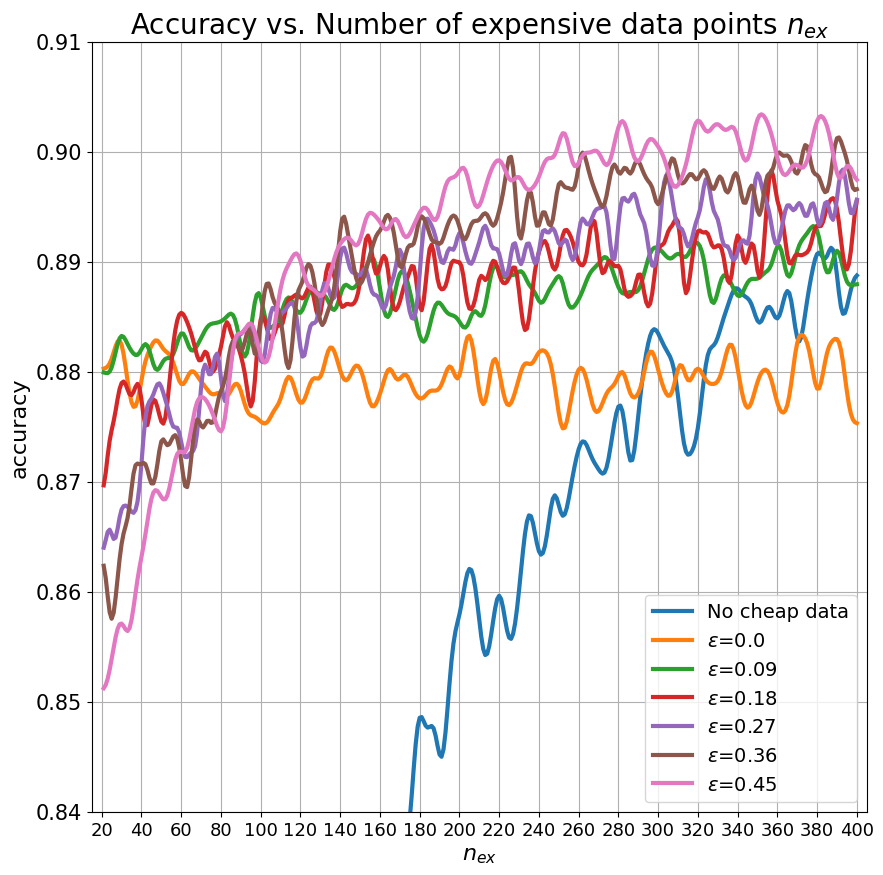 Accuracy vs. Number of expensive data points n_ex
0.91
0.90
0.89
0.88
0.87
0.86
0.85
0.84
accuracy
20 40 60 80 100 120 140 160 180 200 220 240 260 280 300 320 340 360 380 400
n_ex
No cheap data
ε=0.0
ε=0.09
ε=0.18
ε=0.27
ε=0.36
ε=0.45